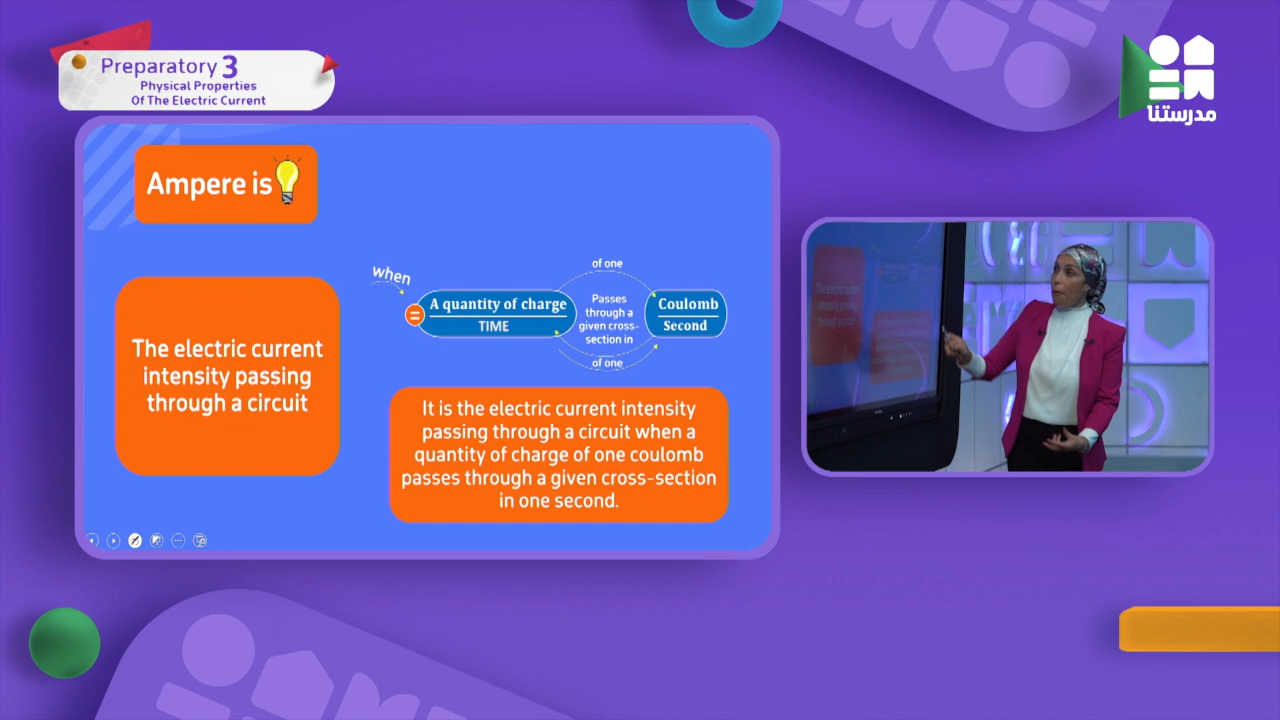 Preparatory 3
Physical Properties
Of The Electric Current
مدرستنا
Ampere is
The electric current
intensity passing
through a circuit
when
=
A quantity of charge
TIME
of one
Passes
through a
given cross-
section in
of one
Coulomb
Second
It is the electric current intensity
passing through a circuit when a
quantity of charge of one coulomb
passes through a given cross-section
in one second.